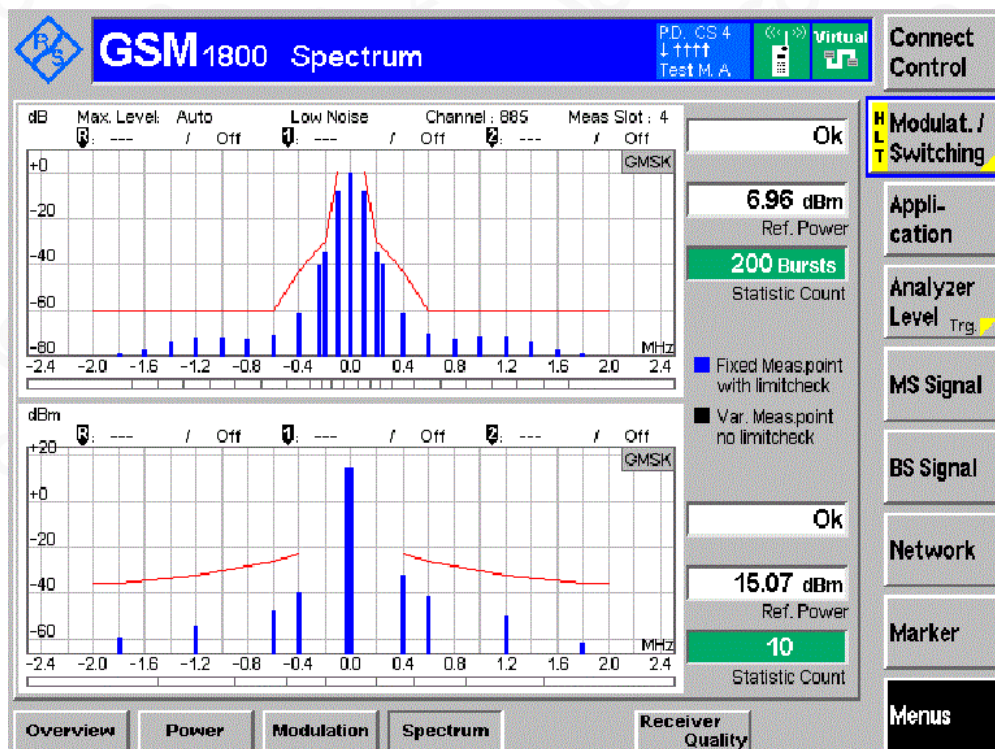 R/S
GSM 1800 Spectrum
P.D. CS 4
Test M. A
Virtual
Connect
Control
dB Max. Level: Auto Low Noise Channel : 885 Meas Slot : 4
R: --- / Off 1: --- / Off 2: --- / Off
GMSK
+0
-20
-40
-60
-80
MHz
-2.4 -2.0 -1.6 -1.2 -0.8 -0.4 0.0 0.4 0.8 1.2 1.6 2.0 2.4
Ok
6.96 dBm
Ref. Power
200 Bursts
Statistic Count
Fixed Meas.point
with limitcheck
Var. Meas.point
no limitcheck
dBm
R: --- / Off 1: --- / Off 2: --- / Off
GMSK
+20
+0
-20
-40
-60
MHz
-2.4 -2.0 -1.6 -1.2 -0.8 -0.4 0.0 0.4 0.8 1.2 1.6 2.0 2.4
Ok
15.07 dBm
Ref. Power
10
Statistic Count
HLT
Modulat. /
Switching
Appli-
cation
Analyzer
Level Trg.
MS Signal
BS Signal
Network
Marker
Menus
Overview Power Modulation Spectrum Receiver
Quality